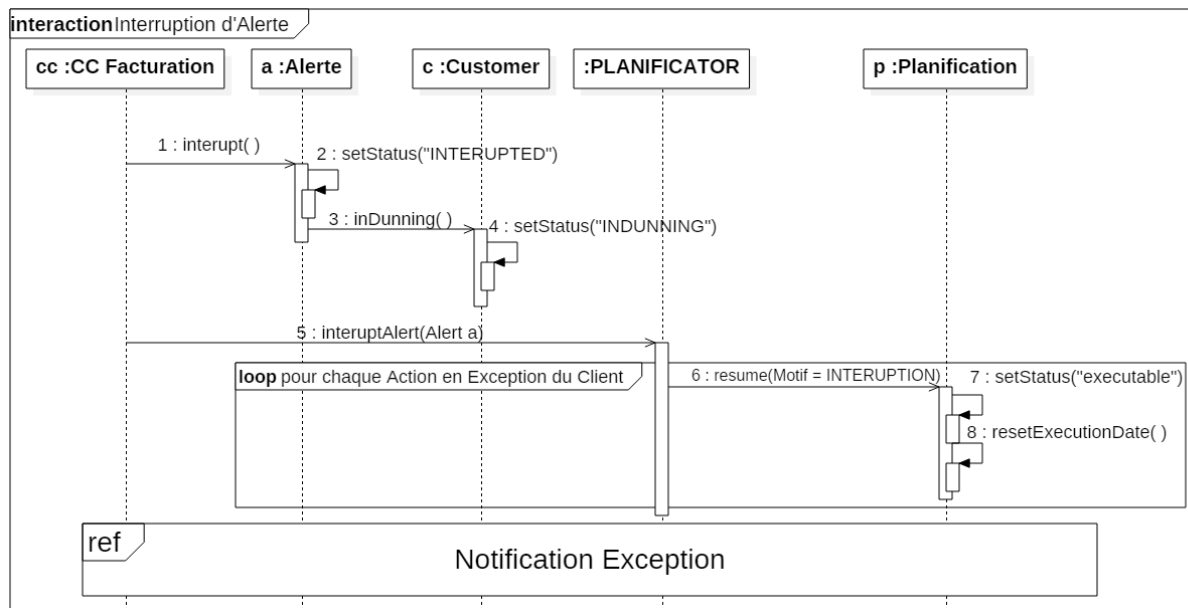 interaction Interruption d'Alerte
cc :CC Facturation
a :Alerte
c :Customer
:PLANIFICATOR
p :Planification
1 : interupt( )
2 : setStatus("INTERUPTED")
3 : inDunning( )
4 : setStatus("INDUNNING")
5 : interuptAlert(Alert a)
loop pour chaque Action en Exception du Client
6 : resume(Motif = INTERUPTION)
7 : setStatus("executable")
8 : resetExecutionDate( )
ref
Notification Exception